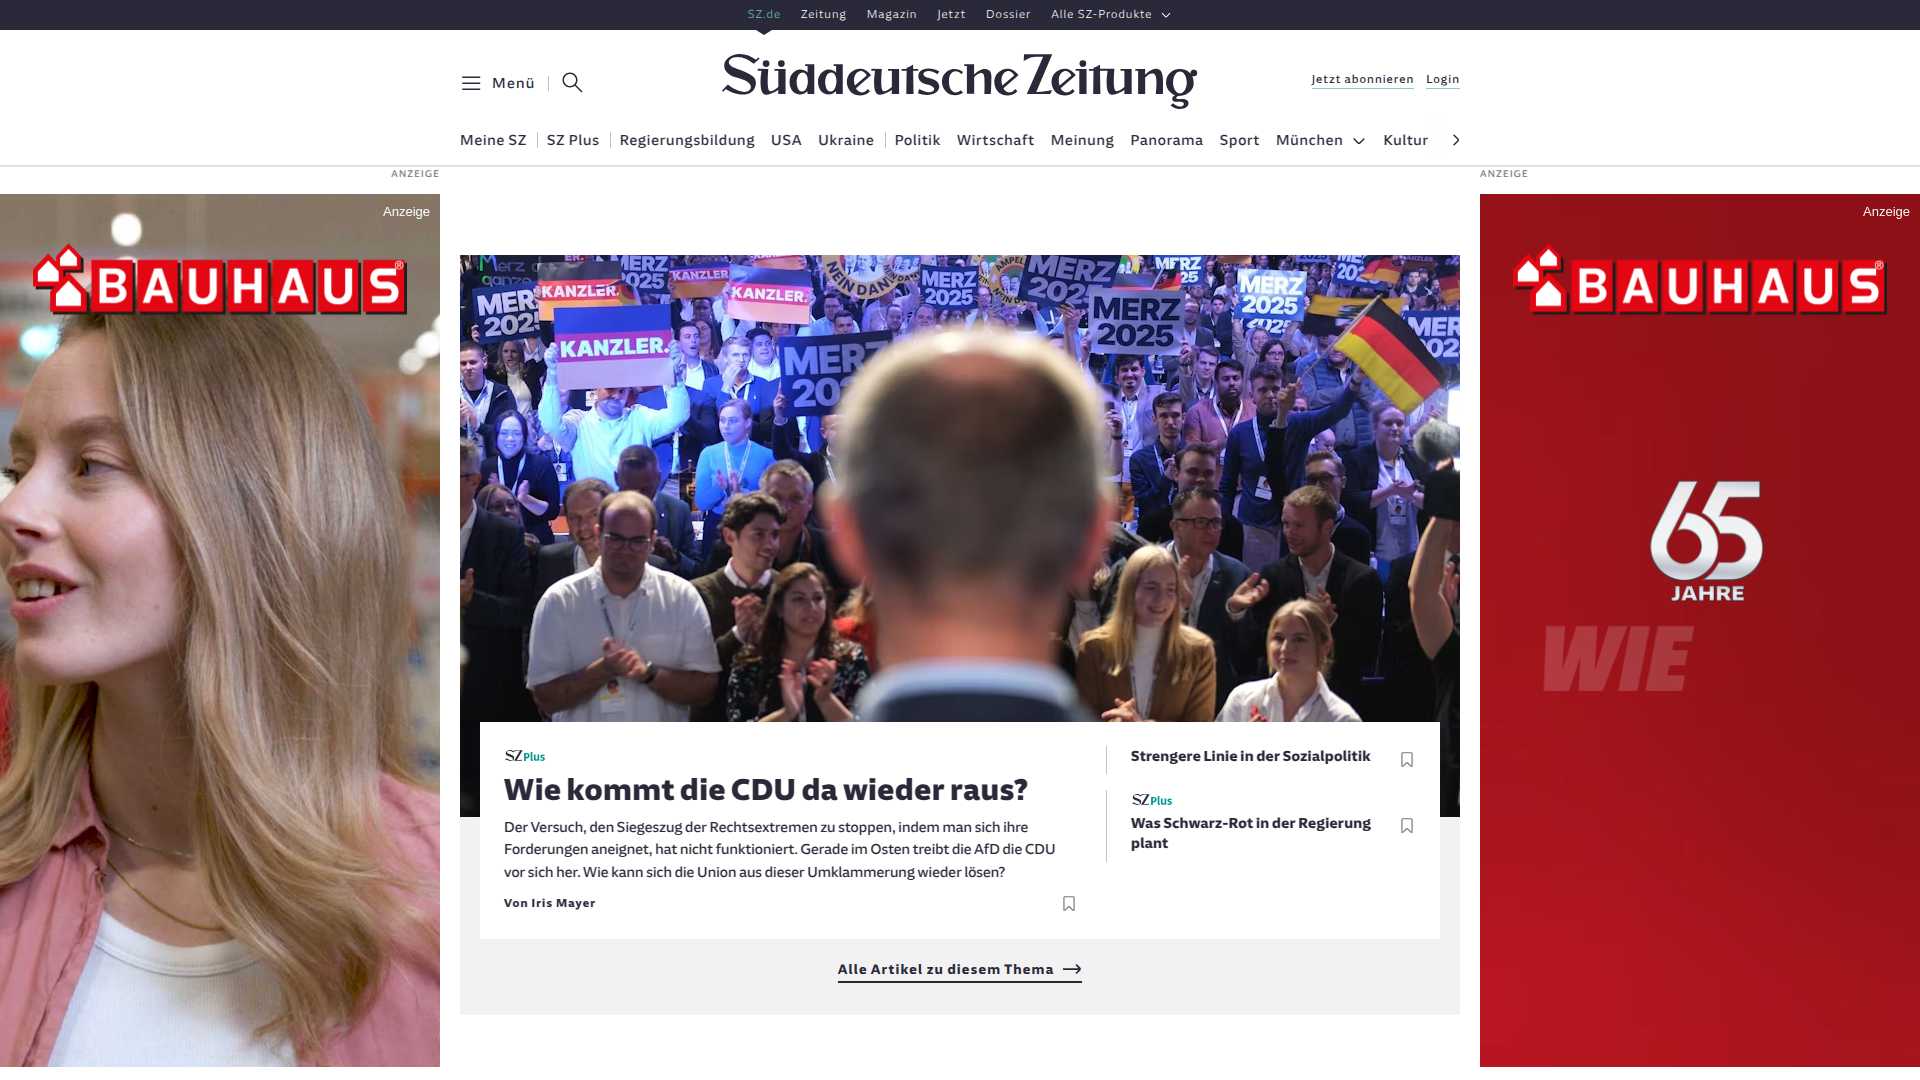 SZ.de Zeitung Magazin Jetzt Dossier Alle SZ-Produkte
Menü
Süddeutsche Zeitung
Jetzt abonnieren Login
Meine SZ SZ Plus Regierungsbildung USA Ukraine Politik Wirtschaft Meinung Panorama Sport München Kultur
ANZEIGE
ANZEIGE
Anzeige
BAUHAUS®
Anzeige
BAUHAUS®
65
JAHRE
WIE
Merz
MERZ
KANZLER.
MERZ
2025
KANZLER.
KANZLER.
NEIN DANKE
MERZ
2025
AMPEL
NEIN DANKE
MERZ
MERZ
2025
MERZ
2025
MERZ
2025
SZ Plus
Wie kommt die CDU da wieder raus?
Der Versuch, den Siegeszug der Rechtsextremen zu stoppen, indem man sich ihre
Forderungen aneignet, hat nicht funktioniert. Gerade im Osten treibt die AfD die CDU
vor sich her. Wie kann sich die Union aus dieser Umklammerung wieder lösen?
Von Iris Mayer
Strengere Linie in der Sozialpolitik
SZ Plus
Was Schwarz-Rot in der Regierung
plant
Alle Artikel zu diesem Thema